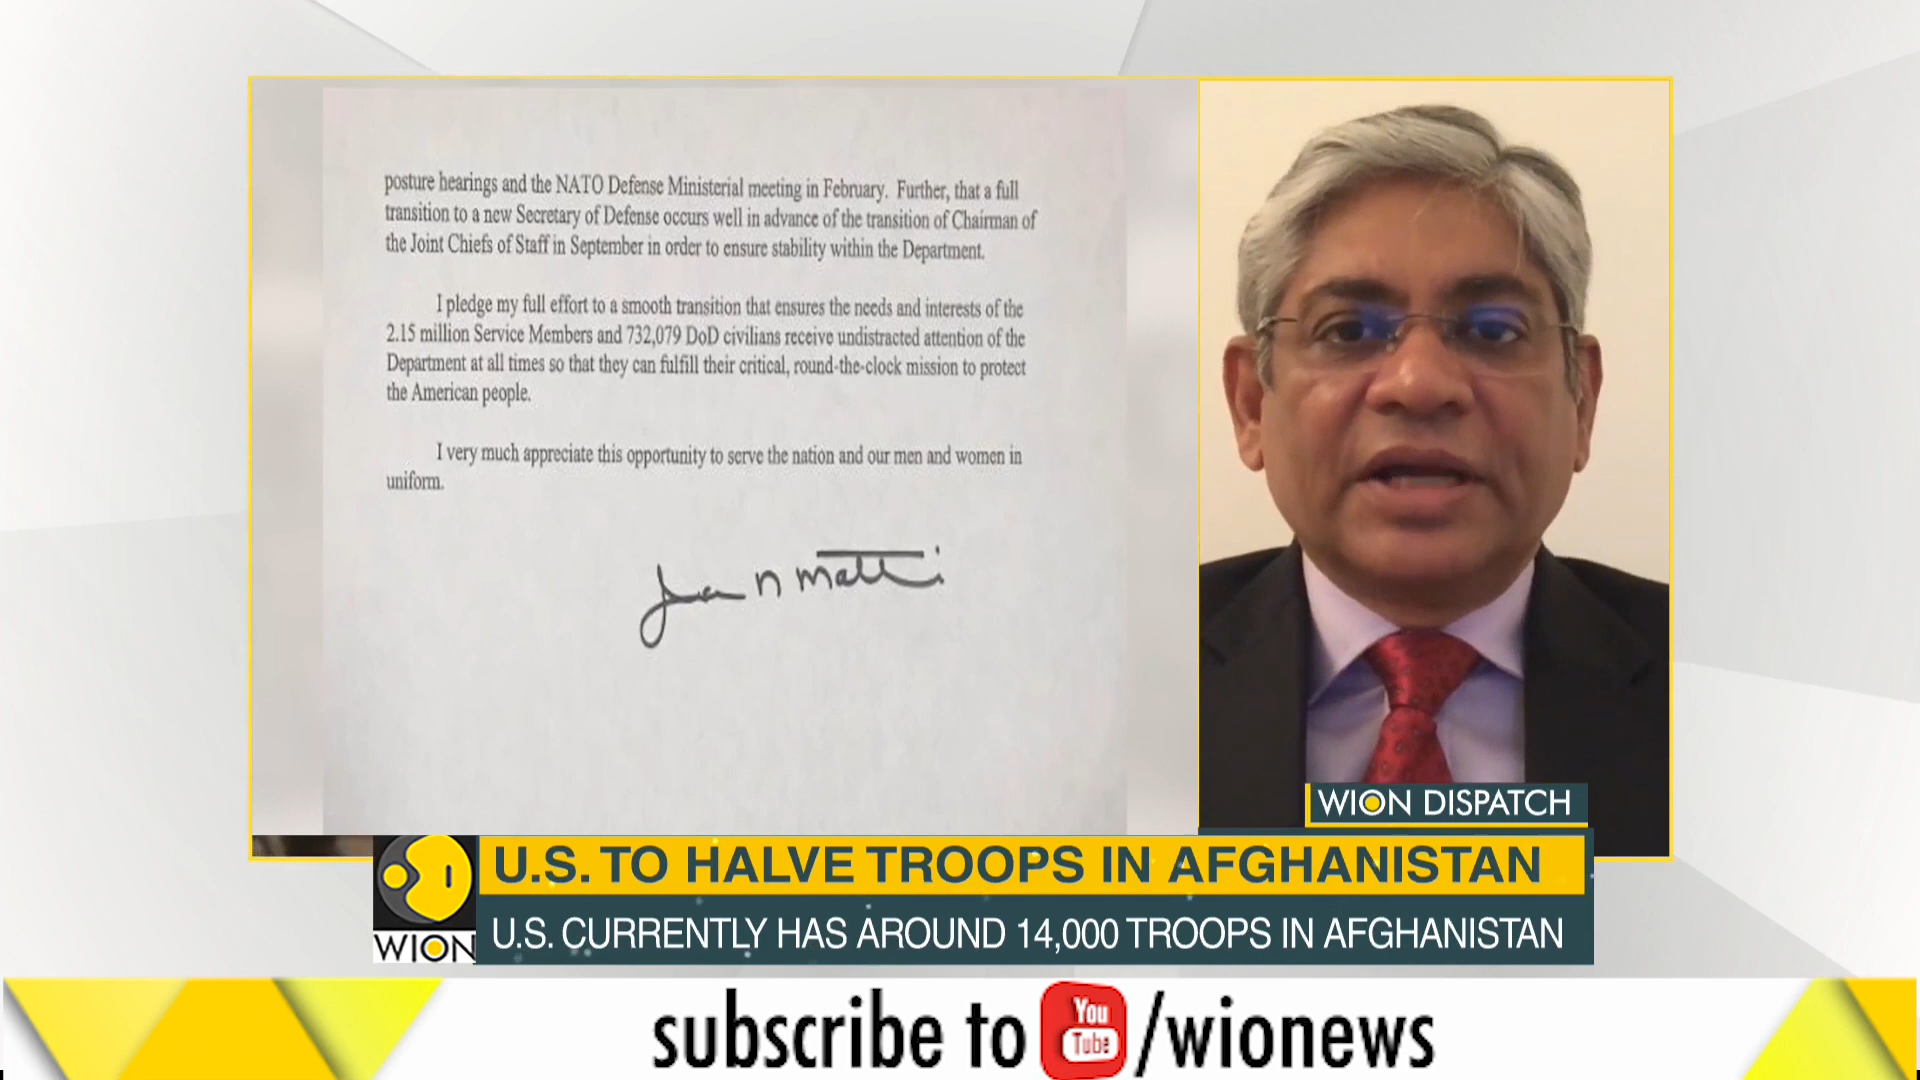 posture hearings and the NATO Defense Ministerial meeting in February. Further, that a full
transition to a new Secretary of Defense occurs well in advance of the transition of Chairman of
the Joint Chiefs of Staff in September in order to ensure stability within the Department.
I pledge my full effort to a smooth transition that ensures the needs and interests of the
2.15 million Service Members and 732,079 DoD civilians receive undistracted attention of the
Department at all times so that they can fulfill their critical, round-the-clock mission to protect
the American people.
I very much appreciate this opportunity to serve the nation and our men and women in
uniform.
WION DISPATCH
U.S. TO HALVE TROOPS IN AFGHANISTAN
U.S. CURRENTLY HAS AROUND 14,000 TROOPS IN AFGHANISTAN
WION
subscribe to You Tube /wionews